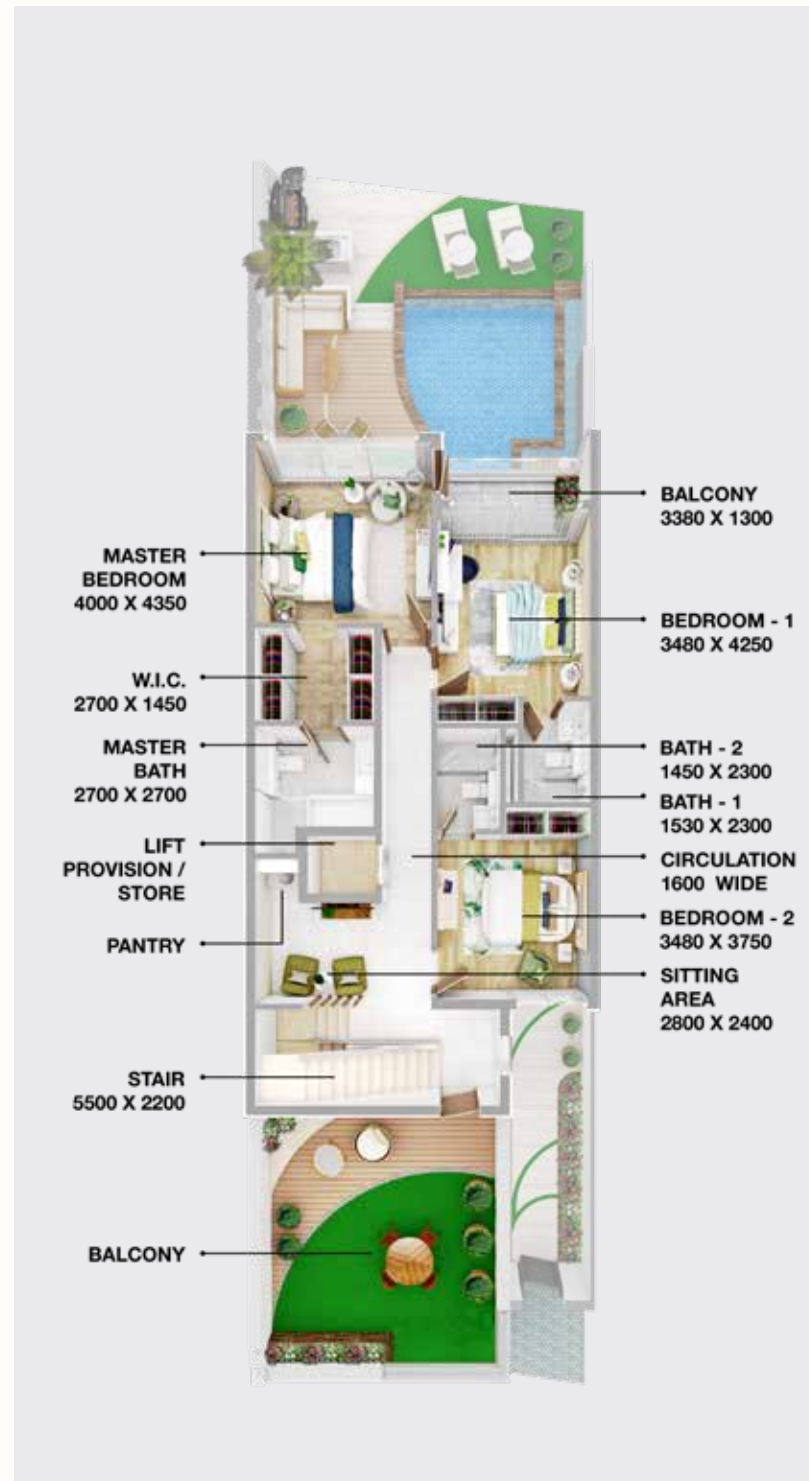 MASTER
BEDROOM
4000 X 4350
W.I.C.
2700 X 1450
MASTER
BATH
2700 X 2700
LIFT
PROVISION /
STORE
PANTRY
STAIR
5500 X 2200
BALCONY
BALCONY
3380 X 1300
BEDROOM - 1
3480 X 4250
BATH - 2
1450 X 2300
BATH - 1
1530 X 2300
CIRCULATION
1600 WIDE
BEDROOM - 2
3480 X 3750
SITTING
AREA
2800 X 2400